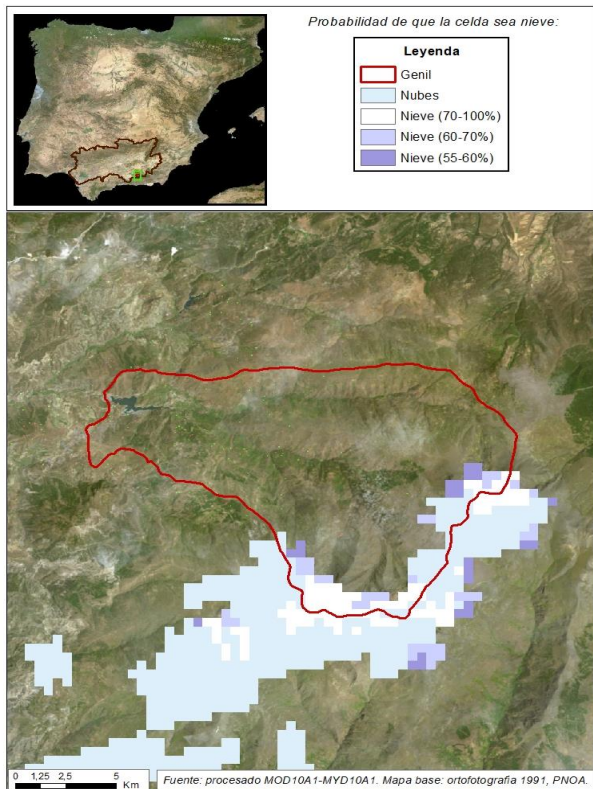 Probabilidad de que la celda sea nieve:
Leyenda
Genil
Nubes
Nieve (70-100%)
Nieve (60-70%)
Nieve (55-60%)
0 1,25 2,5 5
Km
Fuente: procesado MOD10A1-MYD10A1. Mapa base: ortofotografia 1991, PNOA.